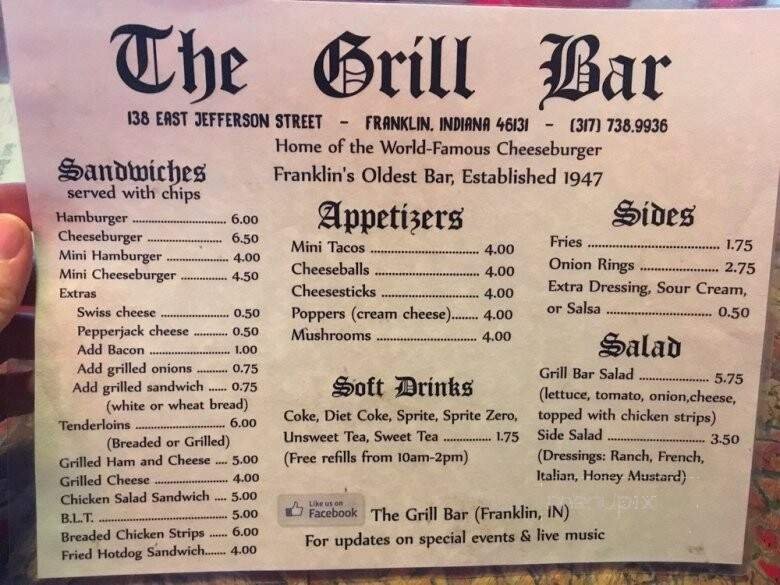 The Grill Bar
138 EAST JEFFERSON STREET – FRANKLIN, INDIANA 46131 – (317) 738.9936
Home of the World-Famous Cheeseburger
Franklin's Oldest Bar, Established 1947
Sandwiches
served with chips
Hamburger ............................ 6.00
Cheeseburger ...................... 6.50
Mini Hamburger .................. 4.00
Mini Cheeseburger ............... 4.50
Extras
Swiss cheese .................... 0.50
Pepperjack cheese .......... 0.50
Add Bacon ....................... 1.00
Add grilled onions ........ 0.75
Add grilled sandwich ...... 0.75
(white or wheat bread)
Tenderloins ......................... 6.00
(Breaded or Grilled)
Grilled Ham and Cheese .... 5.00
Grilled Cheese ..................... 4.00
Chicken Salad Sandwich .... 5.00
B.L.T. .................................. 5.00
Breaded Chicken Strips ...... 6.00
Fried Hotdog Sandwich...... 4.00
Appetizers
Mini Tacos ............................ 4.00
Cheeseballs ........................... 4.00
Cheesesticks ......................... 4.00
Poppers (cream cheese)....... 4.00
Mushrooms .......................... 4.00
Soft Drinks
Coke, Diet Coke, Sprite, Sprite Zero,
Unsweet Tea, Sweet Tea ............. 1.75
(Free refills from 10am-2pm)
Sides
Fries ..................................... 1.75
Onion Rings ...................... 2.75
Extra Dressing, Sour Cream,
or Salsa .............................. 0.50
Salad
Grill Bar Salad ................... 5.75
(lettuce, tomato, onion,cheese,
topped with chicken strips)
Side Salad ........................... 3.50
(Dressings: Ranch, French,
Italian, Honey Mustard)
menupix
Like us on
Facebook
The Grill Bar (Franklin, IN)
For updates on special events & live music